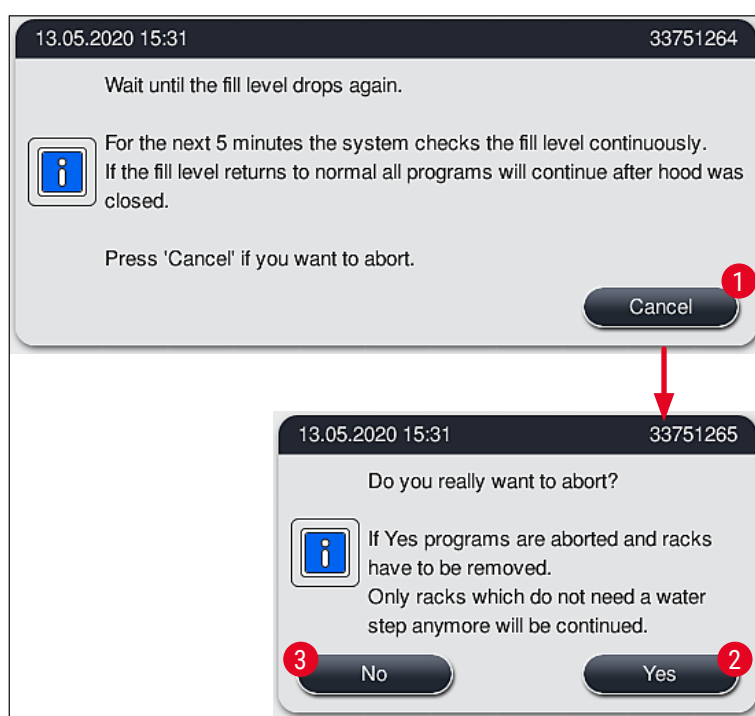 13.05.2020 15:31 33751264
Wait until the fill level drops again.
For the next 5 minutes the system checks the fill level continuously.
If the fill level returns to normal all programs will continue after hood was
closed.
Press 'Cancel' if you want to abort.
1
Cancel
13.05.2020 15:31 33751265
Do you really want to abort?
If Yes programs are aborted and racks
have to be removed.
Only racks which do not need a water
step anymore will be continued.
3 No Yes 2